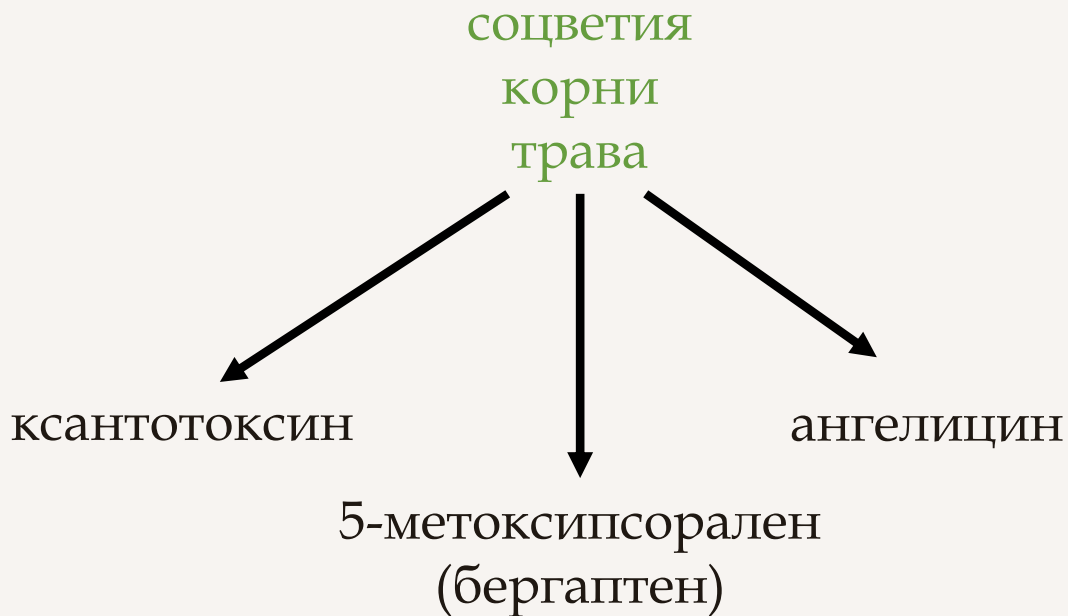 соцветия
корни
трава
ксантотоксин
ангелицин
5-метоксипсорален
(бергаптен)